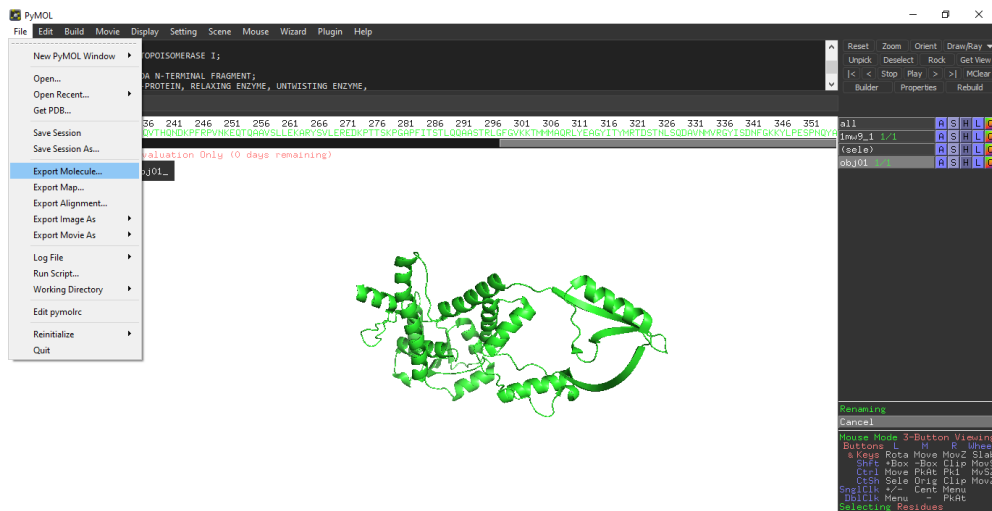 PyMOL
File Edit Build Movie Display Setting Scene Mouse Wizard Plugin Help
New PyMOL Window
Open...
Open Recent...
Get PDB...
Save Session
Save Session As...
Export Molecule...
Export Map...
Export Alignment...
Export Image As
Export Movie As
Log File
Run Script...
Working Directory
Edit pymolrc
Reinitialize
Quit
TOPOISOMERASE I;
DA N-TERMINAL FRAGMENT;
-PROTEIN, RELAXING ENZYME, UNTWISTING ENZYME,
36 241 246 251 256 261 266 271 276 281 286 291 296 301 306 311 316 321 326 331 336 341 346 351
QVTHQHDKPFRPVNKEQTQAAVSLLEKARYSVLEREDKPTTSKPGAPFITSTLQQAASTRLGFGVKKTMMMAQRLYEAGYITYMRTDSTNLSQDAVNMVRGYISDNFGKKYLPESPNQYA
valuation Only (0 days remaining)
bj01_
Reset Zoom Orient Draw/Ray
Unpick Deselect Rock Get View
|< < Stop Play > >| MClear
Builder Properties Rebuild
all A S H L C
1mw9_1 1/1 A S H L C
(sele) A S H L C
obj01 1/1 A S H L C
Renaming
Cancel
Mouse Mode 3-Button Viewing
Buttons L M R Whee
& Keys Rota Move MovZ Slab
Shft +Box -Box Clip MovS
Ctrl Move PkAt Pk1 MvSZ
CtSh Sele Orig Clip MovZ
SnglClk +/- Cent Menu
DblClk Menu - PkAt
Selecting Residues